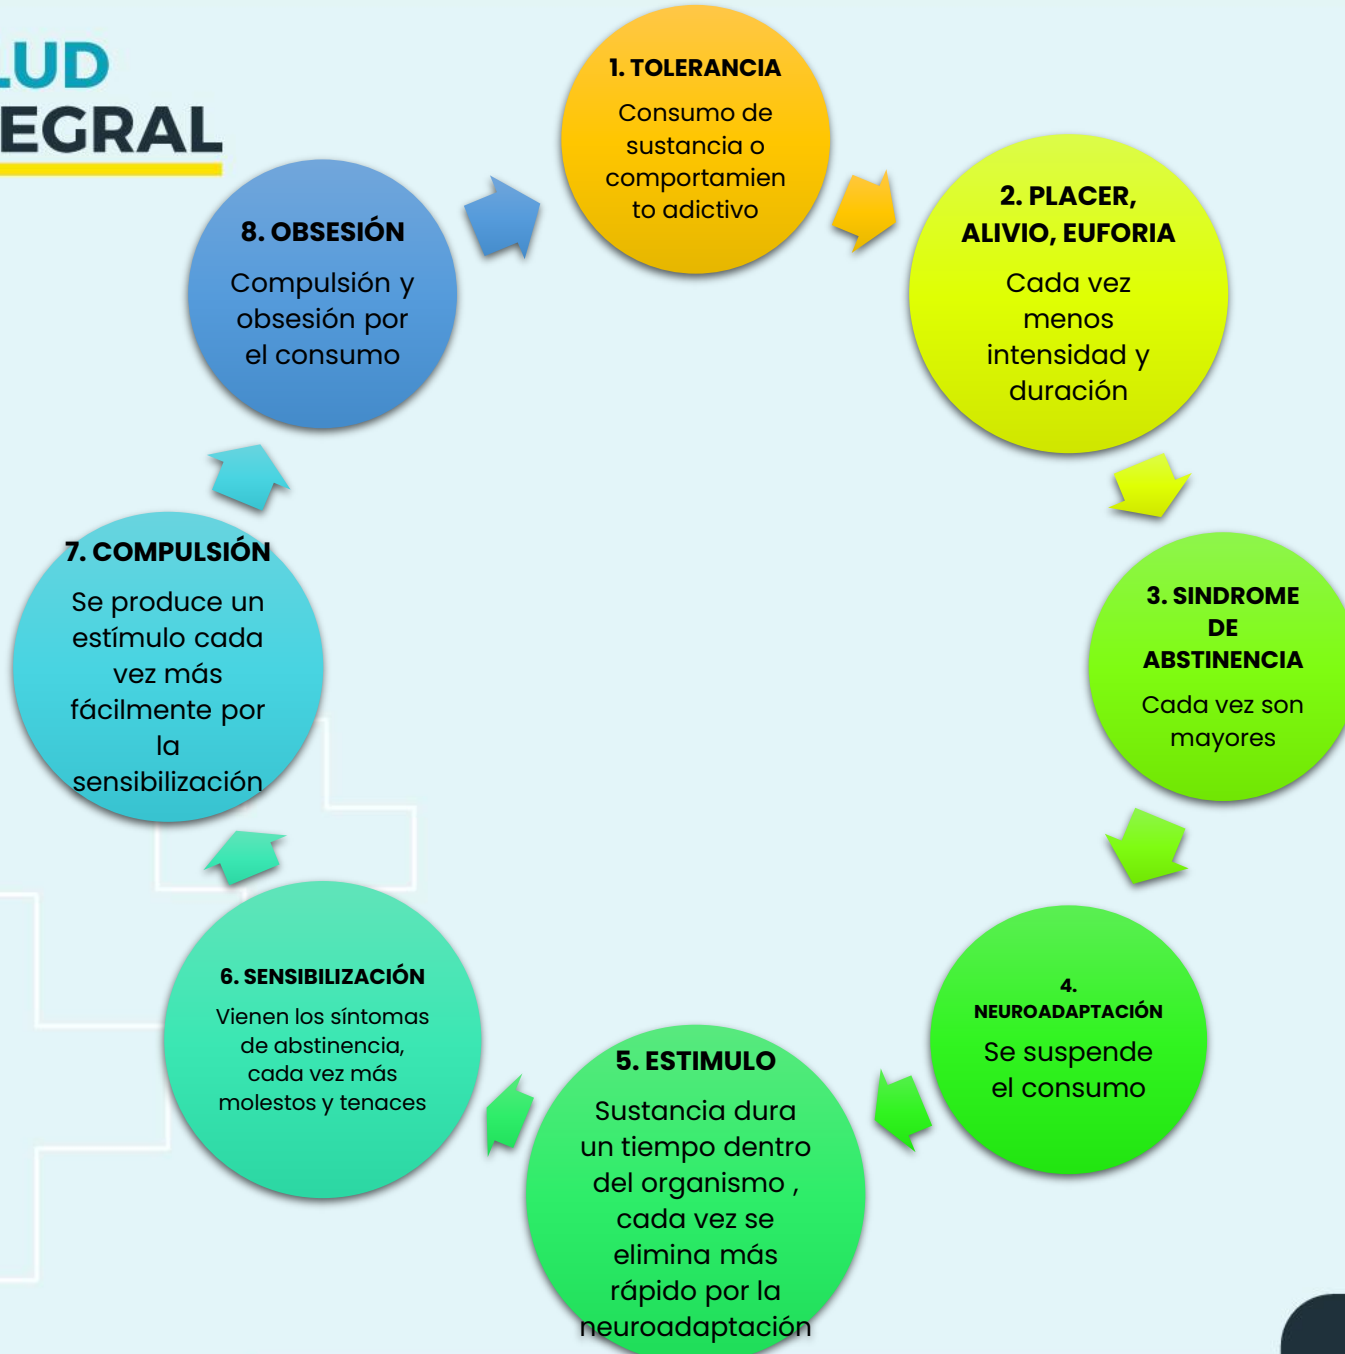 LUD
EGRAL
1. TOLERANCIA
Consumo de
sustancia o
comportamien
to adictivo
2. PLACER,
ALIVIO, EUFORIA
Cada vez
menos
intensidad y
duración
3. SINDROME
DE
ABSTINENCIA
Cada vez son
mayores
4.
NEUROADAPTACIÓN
Se suspende
el consumo
5. ESTIMULO
Sustancia dura
un tiempo dentro
del organismo ,
cada vez se
elimina más
rápido por la
neuroadaptación
6. SENSIBILIZACIÓN
Vienen los síntomas
de abstinencia,
cada vez más
molestos y tenaces
7. COMPULSIÓN
Se produce un
estímulo cada
vez más
fácilmente por
la
sensibilización
8. OBSESIÓN
Compulsión y
obsesión por
el consumo